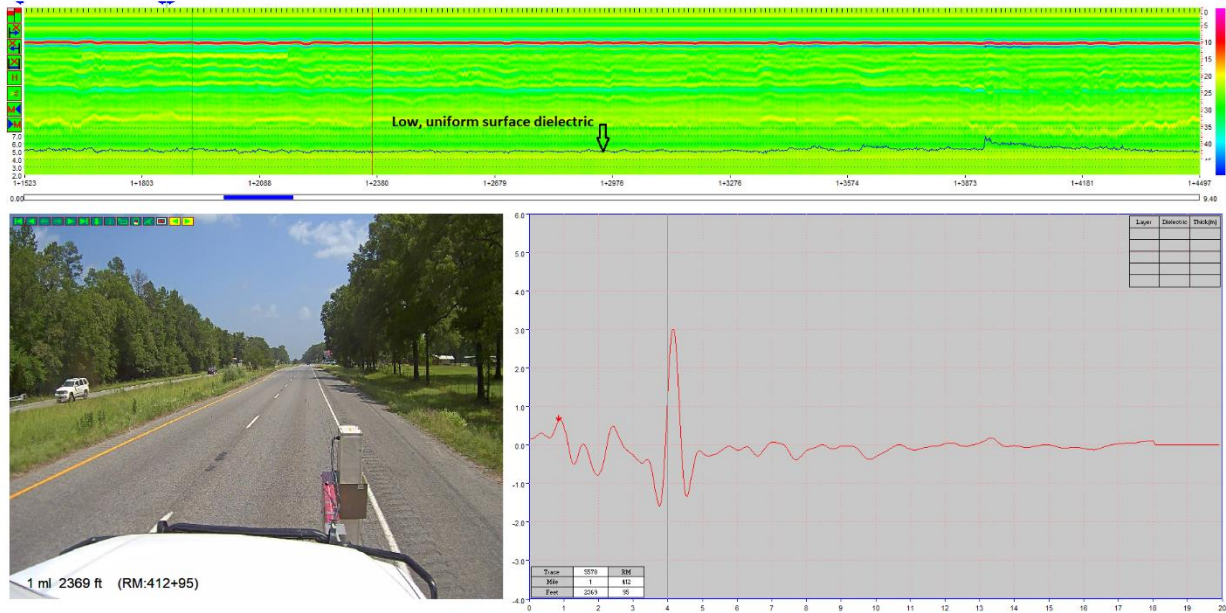 0
5
10
15
20
25
30
35
40
H
M
M
7.0
6.0
5.0
4.0
3.0
2.0
Low, uniform surface dielectric
1+1523 1+1803 1+2088 1+2380 1+2679 1+2976 1+3276 1+3574 1+3873 1+4181 1+4497
0.00 9.40
1 ml 2369 ft (RM:412+95)
6.0
5.0
4.0
3.0
2.0
1.0
0.0
-1.0
-2.0
-3.0
-4.0
Layer Dielectric Thick(in)
Trace 5570 RM
Mile 1 412
Feet 2369 95
0 1 2 3 4 5 6 7 8 9 10 11 12 13 14 15 16 17 18 19 20